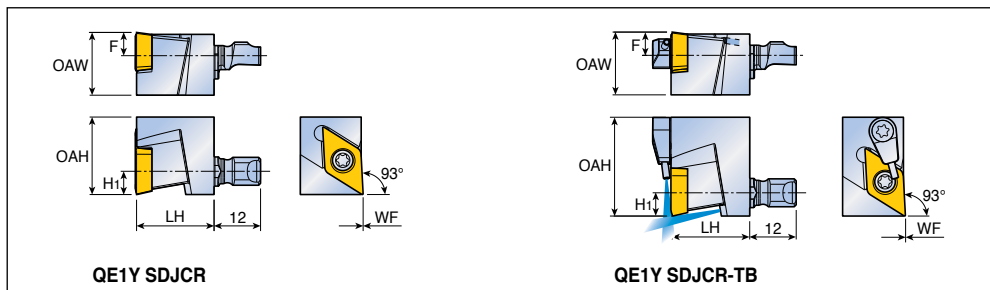 F
OAW
OAH
H1
LH
12
93°
WF
QE1Y SDJCR
F
OAW
OAH
H1
LH
12
93°
WF
QE1Y SDJCR-TB